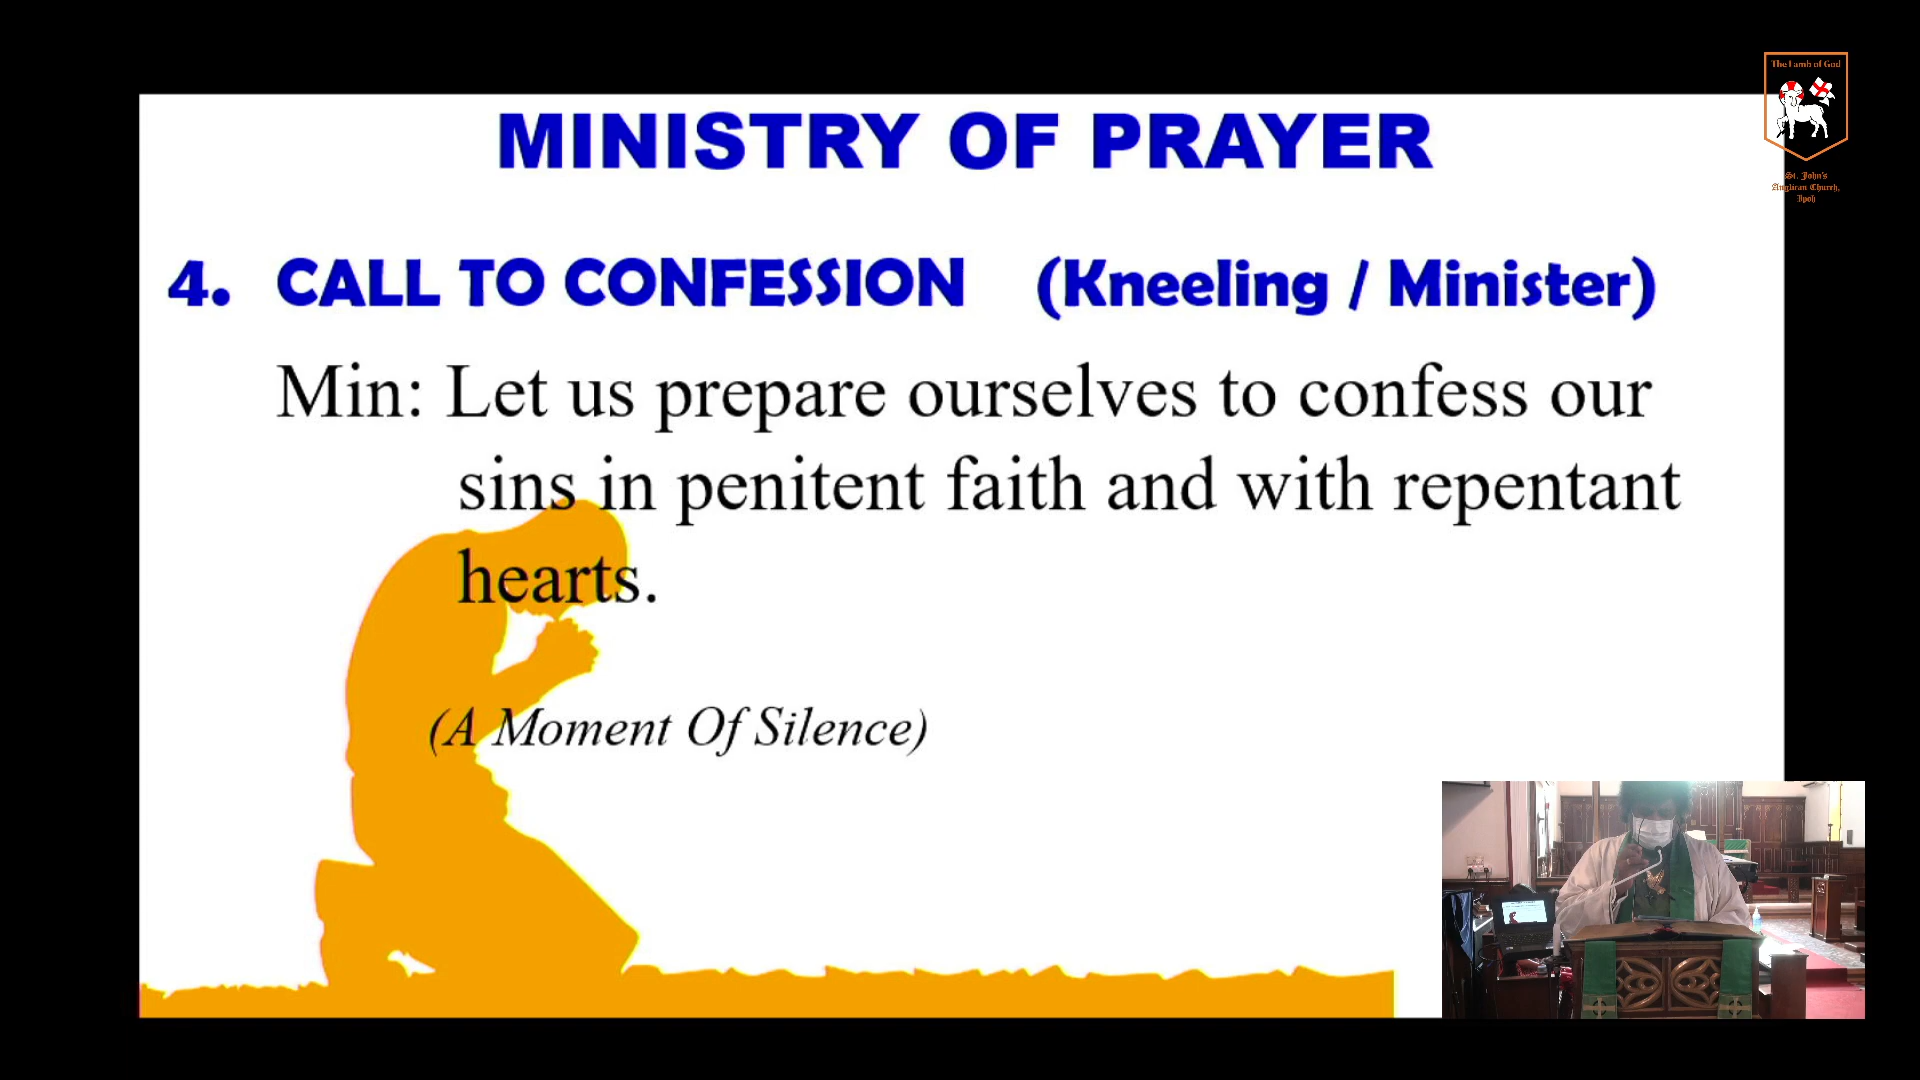 The Lamb of God
St. John's
Anglican Church,
Ipoh
MINISTRY OF PRAYER
4. CALL TO CONFESSION (Kneeling / Minister)
Min: Let us prepare ourselves to confess our
sins in penitent faith and with repentant
hearts.
(A Moment Of Silence)